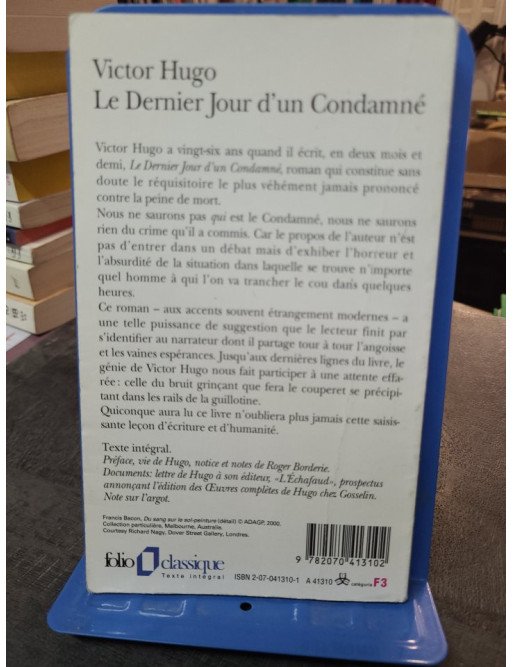 Victor Hugo
Le Dernier Jour d'un Condamné
Victor Hugo a vingt-six ans quand il écrit, en deux mois et
demi, Le Dernier Jour d'un Condamné, roman qui constitue sans
doute le réquisitoire le plus véhément jamais prononcé
contre la peine de mort.
Nous ne saurons pas qui est le Condamné, nous ne saurons
rien du crime qu'il a commis. Car le propos de l'auteur n'est
pas d'entrer dans un débat mais d'exhiber l'horreur et
l'absurdité de la situation dans laquelle se trouve n'importe
quel homme à qui l'on va trancher le cou dans quelques
heures.
Ce roman – aux accents souvent étrangement modernes – a
une telle puissance de suggestion que le lecteur finit par
s'identifier au narrateur dont il partage tour à tour l'angoisse
et les vaines espérances. Jusqu'aux dernières lignes du livre, le
génie de Victor Hugo nous fait participer à une attente effa-
rée : celle du bruit grinçant que fera le couperet se précipi-
tant dans les rails de la guillotine.
Quiconque aura lu ce livre n'oubliera plus jamais cette saisis-
sante leçon d'écriture et d'humanité.
Texte intégral.
Préface, vie de Hugo, notice et notes de Roger Borderie.
Documents: lettre de Hugo à son éditeur, «L'Échafaud», prospectus
annonçant l'édition des Œuvres complètes de Hugo chez Gosselin.
Note sur l'argot.
Francis Bacon, Du sang sur le sol-peinture (détail) © ADAGP, 2000.
Collection particulière, Melbourne, Australia.
Courtesy Richard Nagy, Dover Street Gallery, Londres.
9 782070 413102
folio classique
Texte intégral
ISBN 2-07-041310-1 A 41310 catégorie F3